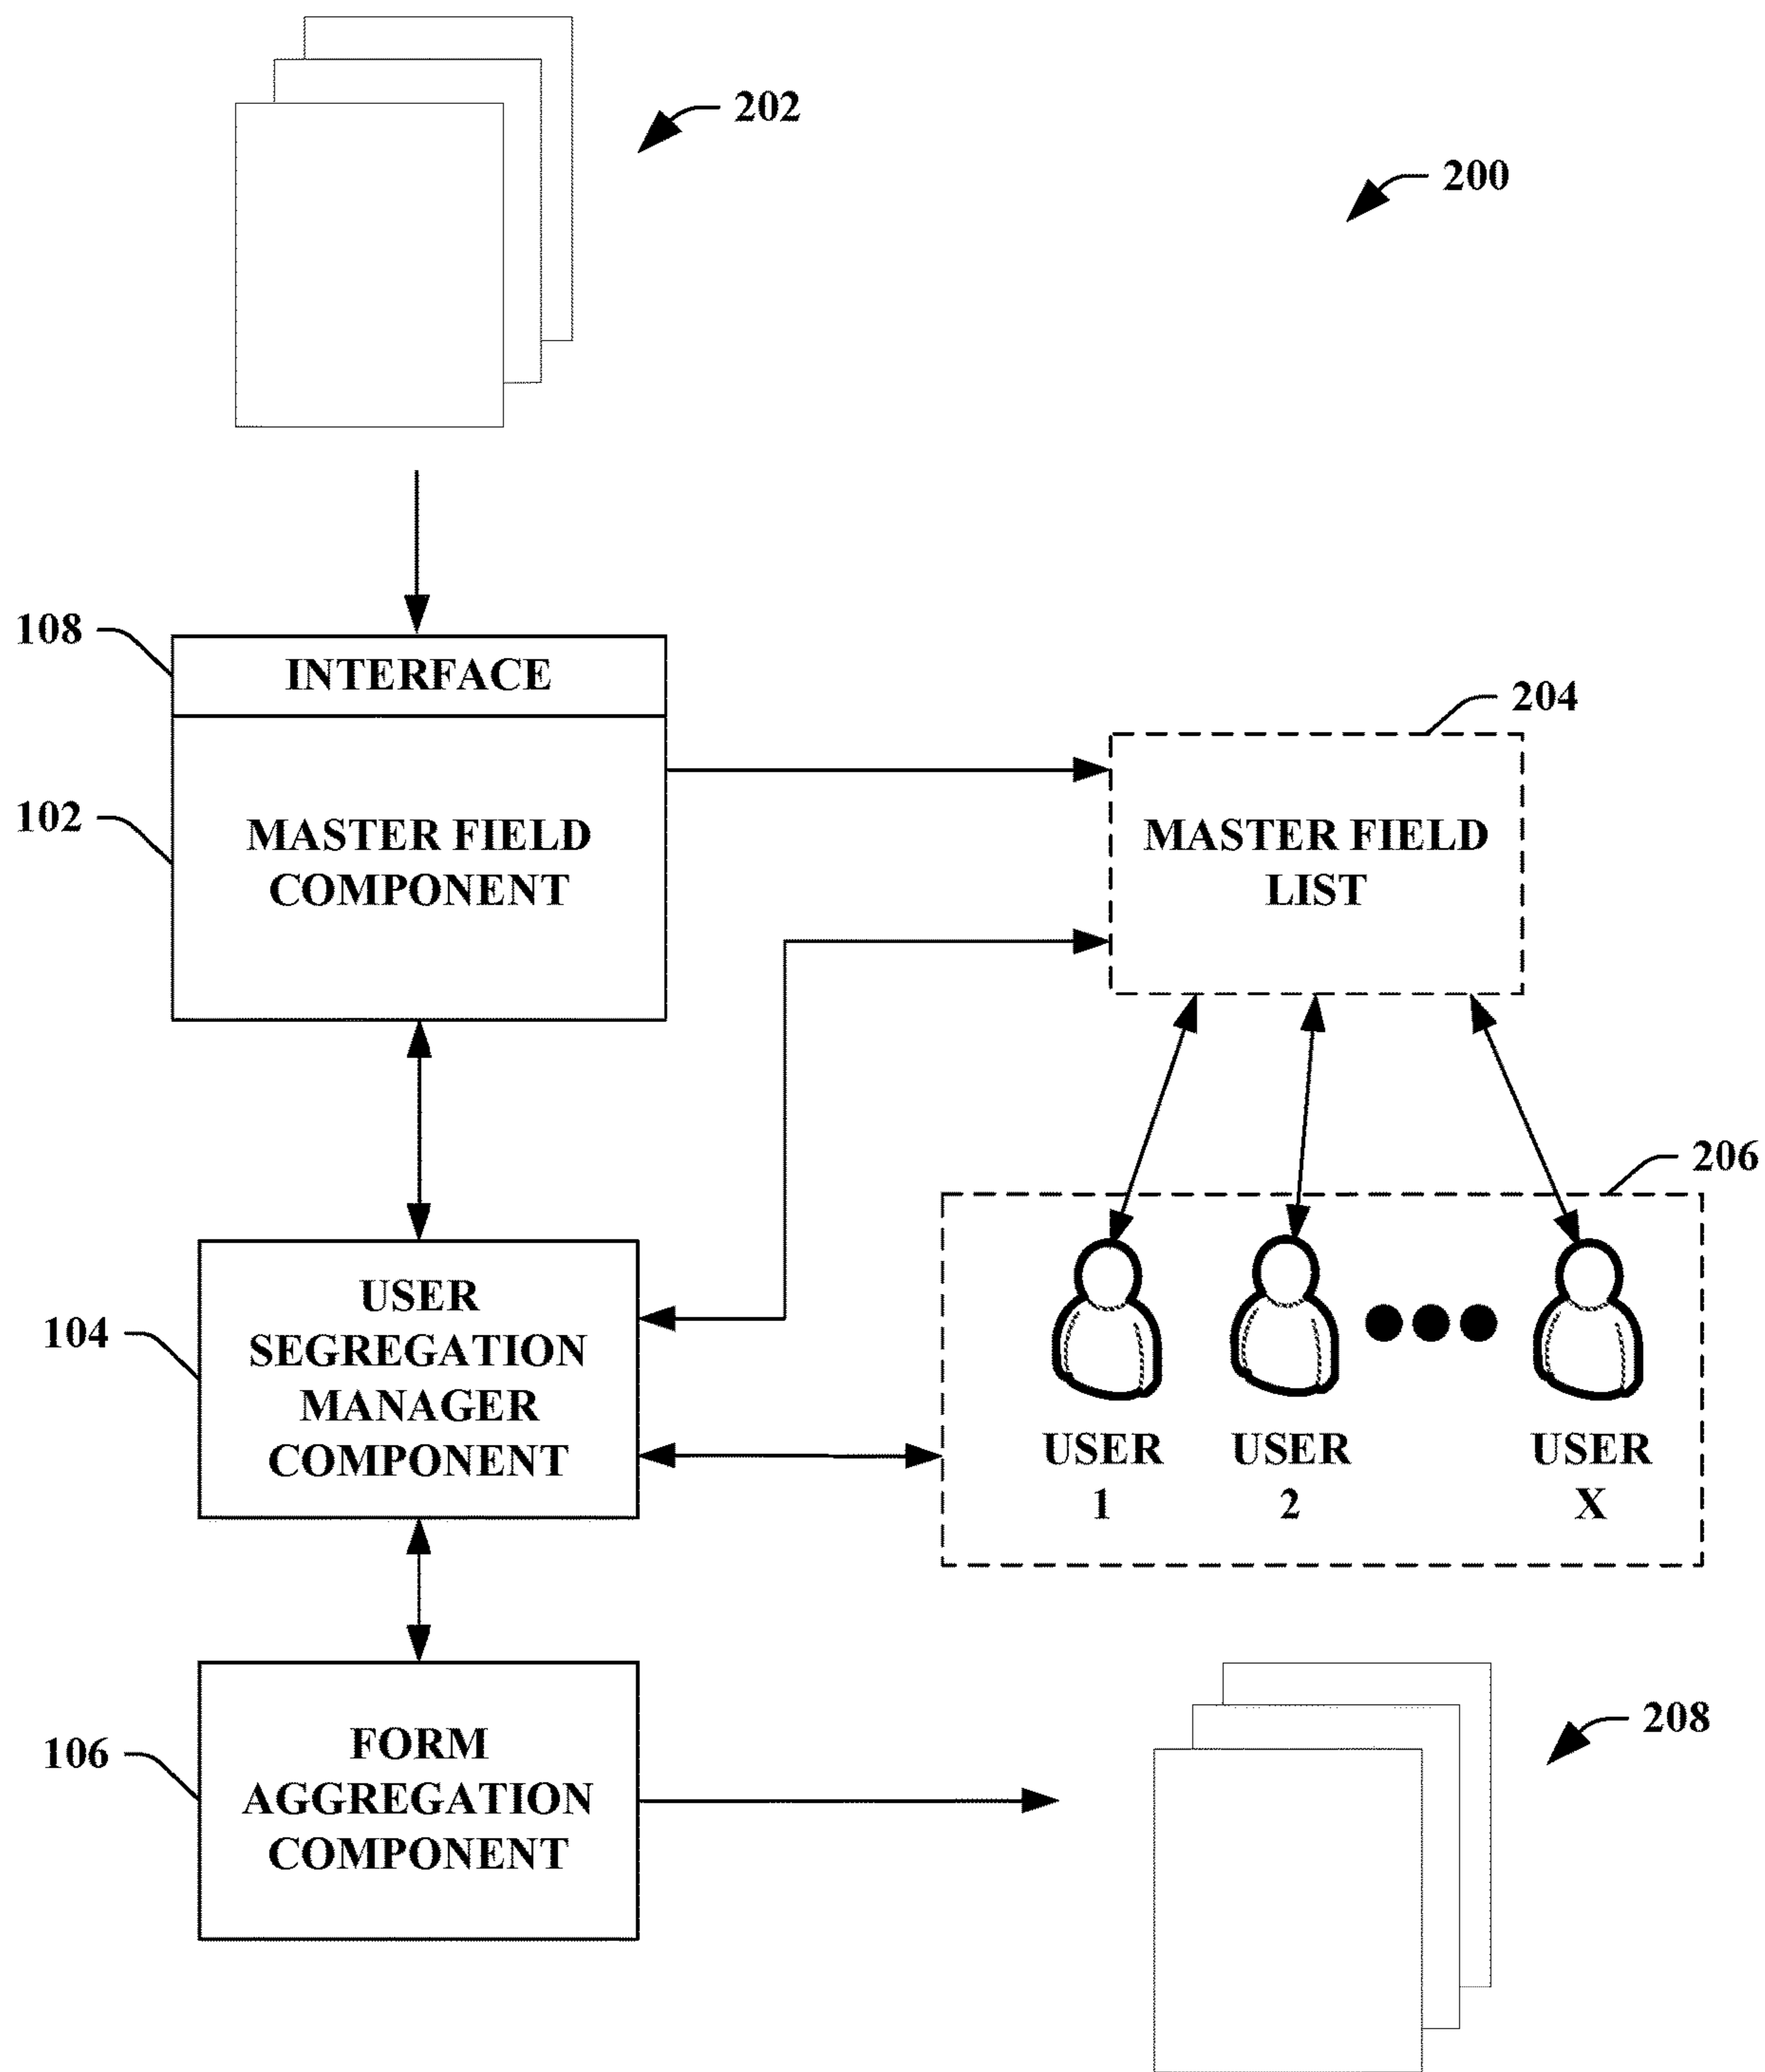 202
200
108
INTERFACE
204
102
MASTER FIELD
COMPONENT
MASTER FIELD
LIST
206
104
USER
SEGREGATION
MANAGER
COMPONENT
USER
1
USER
2
USER
X
106
FORM
AGGREGATION
COMPONENT
208